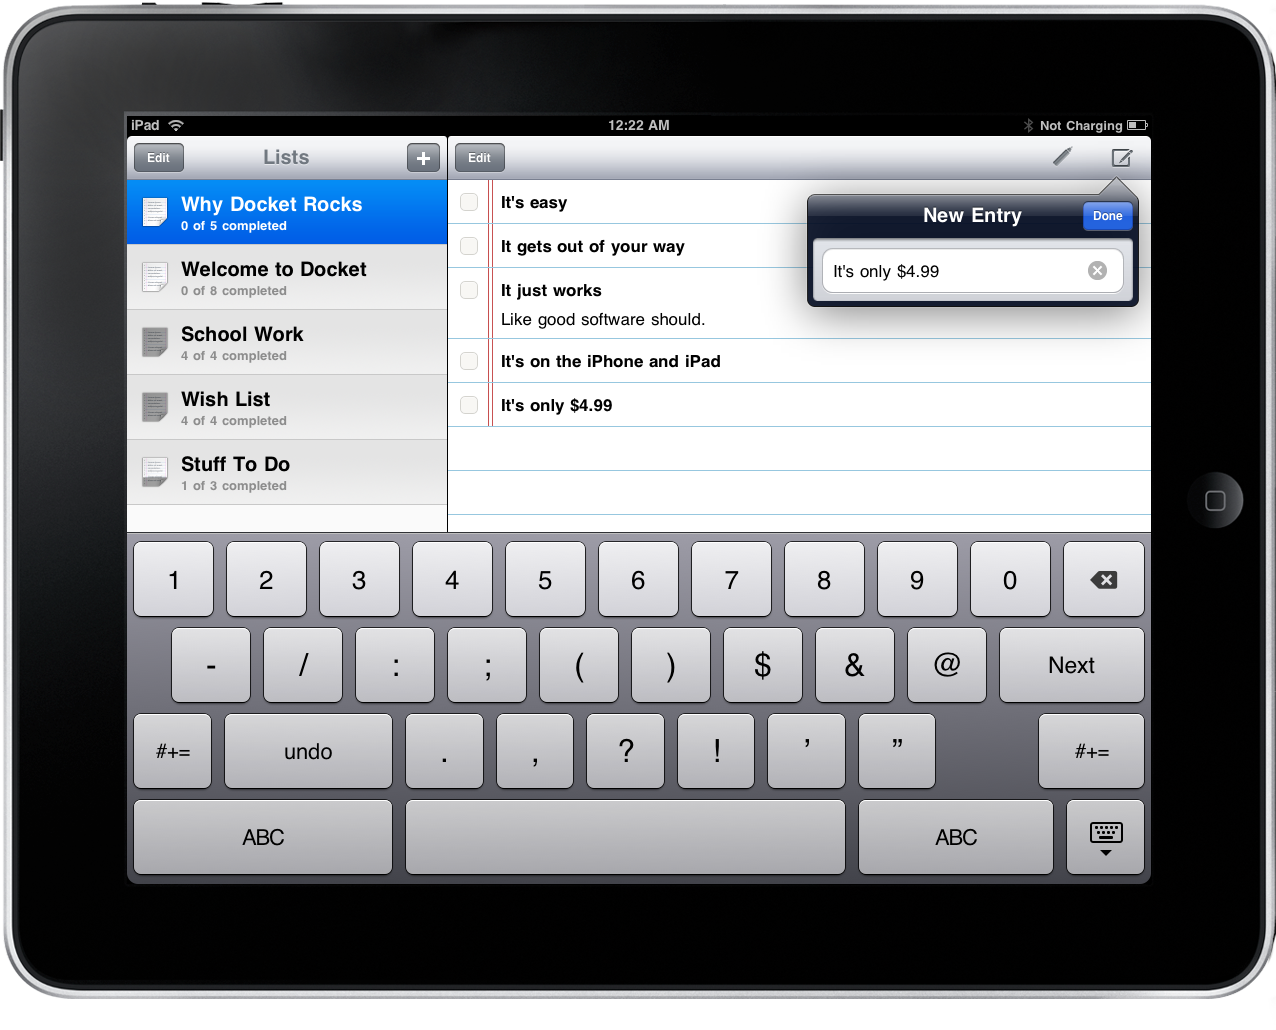 iPad 12:22 AM Not Charging
Edit Lists + Edit
Why Docket Rocks
0 of 5 completed
Welcome to Docket
0 of 8 completed
School Work
4 of 4 completed
Wish List
4 of 4 completed
Stuff To Do
1 of 3 completed
It's easy
It gets out of your way
It just works
Like good software should.
It's on the iPhone and iPad
It's only $4.99
New Entry Done
It's only $4.99
1 2 3 4 5 6 7 8 9 0
- / : ; ( ) $ & @ Next
#+= undo . , ? ! ’ ” #+=
ABC ABC